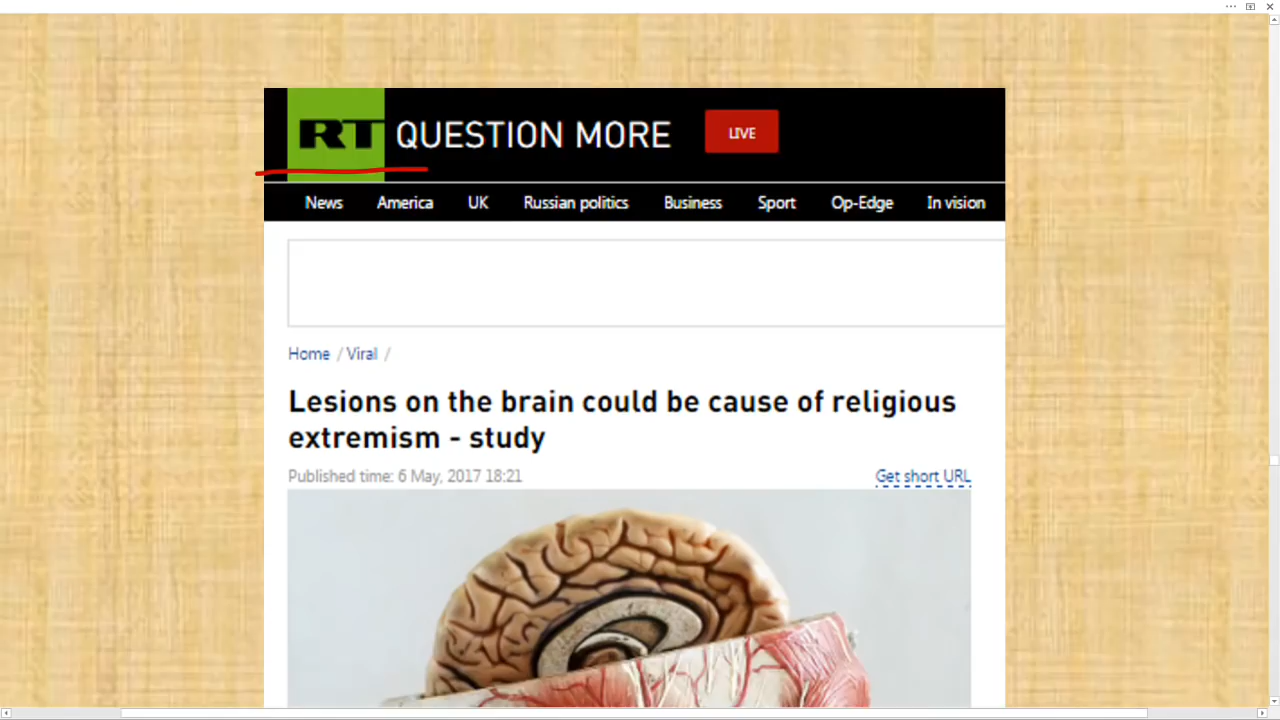 RT QUESTION MORE LIVE
News America UK Russian politics Business Sport Op-Edge In vision
Home / Viral /
Lesions on the brain could be cause of religious
extremism - study
Published time: 6 May, 2017 18:21 Get short URL